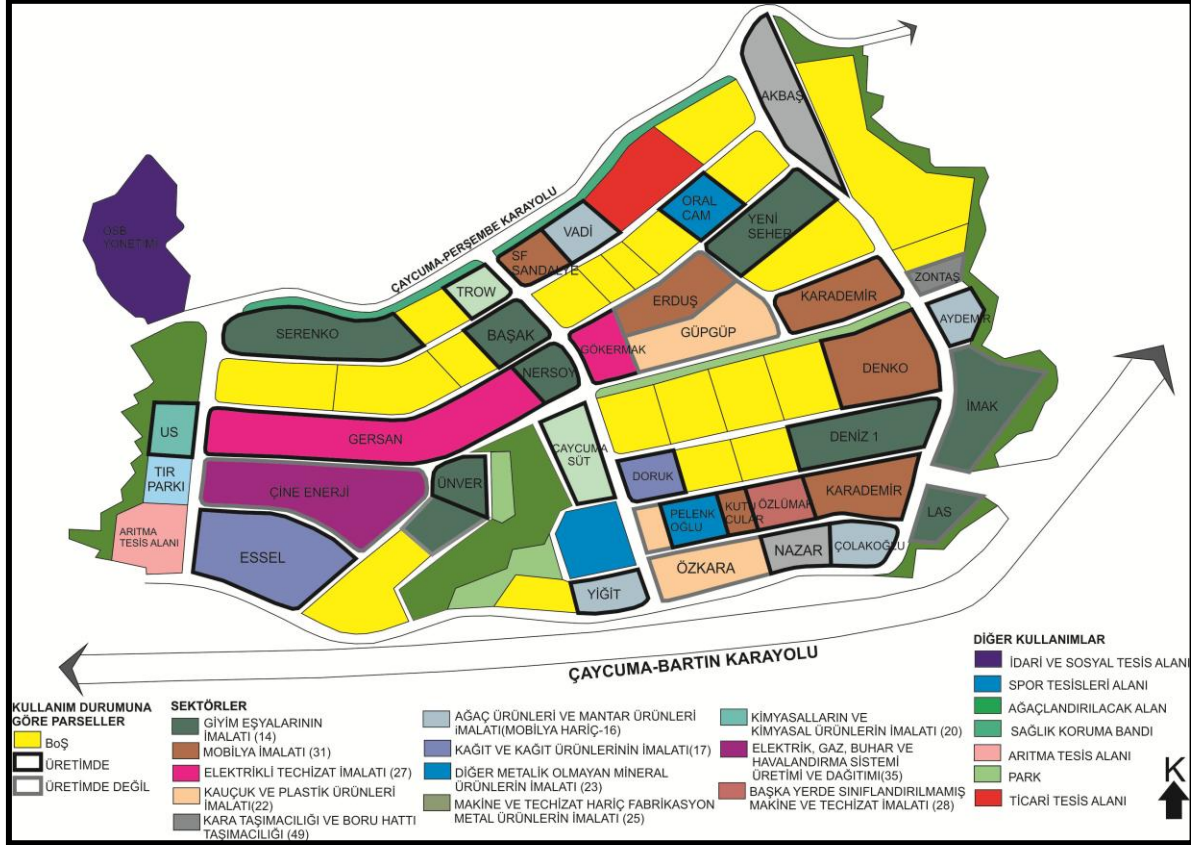 AKBAŞ
ÇAYCUMA-PERŞEMBE KARAYOLU
OSB
YÖNETİMİ
ORAL
CAM
VADİ
YENİ
SEHER
SF
SANDALYE
TROW
ZONTAŞ
KARADEMİR
ERDUŞ
AYDEMİR
SERENKO
BAŞAK
GÜPGÜP
GÖKERMAK
NERSOY
DENKO
İMAK
US
GERSAN
DENİZ 1
ÇAYCUMA
SÜT
TIR
PARKI
ÇİNE ENERJİ
ÜNVER
DORUK
KARADEMİR
PELENK
OĞLU
KUTU
CULAR
ÖZLÜMAK
LAS
ARITMA
TESİS ALANI
ESSEL
NAZAR
ÇOLAKOĞLU
ÖZKARA
YİĞİT
ÇAYCUMA-BARTIN KARAYOLU
KULLANIM DURUMUNA
GÖRE PARSELLER
BoŞ
ÜRETİMDE
ÜRETİMDE DEĞİL
SEKTÖRLER
GİYİM EŞYALARININ
İMALATI (14)
MOBİLYA İMALATI (31)
ELEKTRİKLİ TECHİZAT İMALATI (27)
KAUÇUK VE PLASTİK ÜRÜNLERİ
İMALATI(22)
KARA TAŞIMACILIĞI VE BORU HATTI
TAŞIMACILIĞI (49)
AĞAÇ ÜRÜNLERİ VE MANTAR ÜRÜNLERİ
iMALATI(MOBİLYA HARİÇ-16)
KAĞIT VE KAĞIT ÜRÜNLERİNİN İMALATI(17)
DİĞER METALİK OLMAYAN MİNERAL
ÜRÜNLERİN İMALATI (23)
MAKİNE VE TECHİZAT HARİÇ FABRİKASYON
METAL ÜRÜNLERİN İMALATI (25)
KİMYASALLARIN VE
KİMYASAL ÜRÜNLERİN İMALATI (20)
ELEKTRİK, GAZ, BUHAR VE
HAVALANDIRMA SİSTEMİ
ÜRETİMİ VE DAĞITIMI(35)
BAŞKA YERDE SINIFLANDIRILMAMIŞ
MAKİNE VE TECHİZAT İMALATI (28)
DİĞER KULLANIMLAR
İDARİ VE SOSYAL TESİS ALANI
SPOR TESİSLERİ ALANI
AĞAÇLANDIRILACAK ALAN
SAĞLIK KORUMA BANDI
ARITMA TESİS ALANI
PARK
TİCARİ TESİS ALANI
K